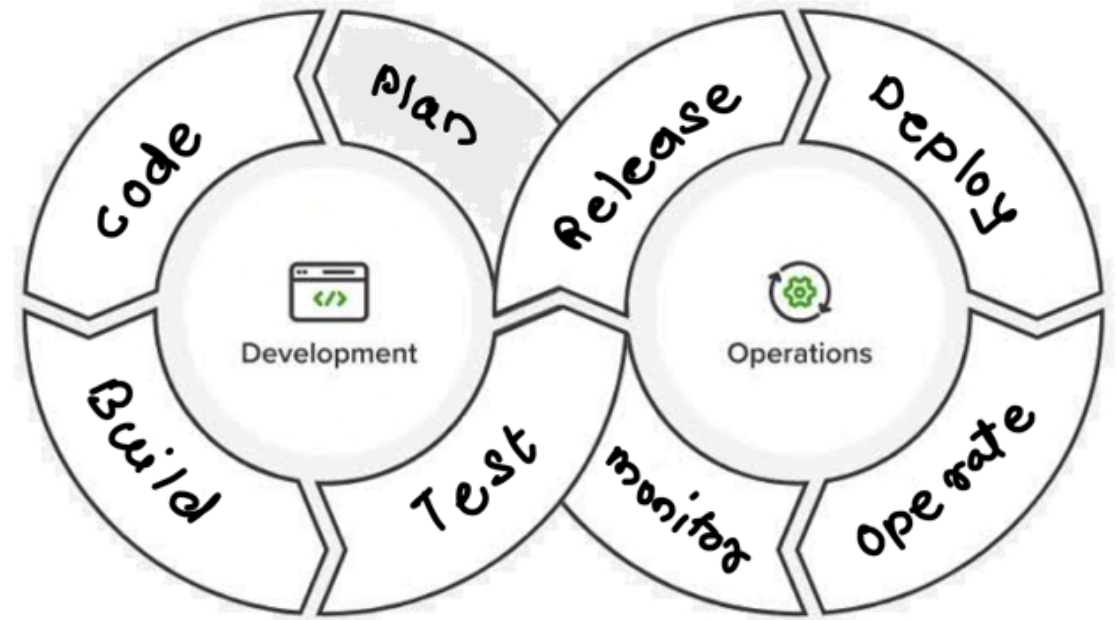 Plan
Code
Build
Test
Release
Deploy
Operate
monitor
</>
Development
Operations